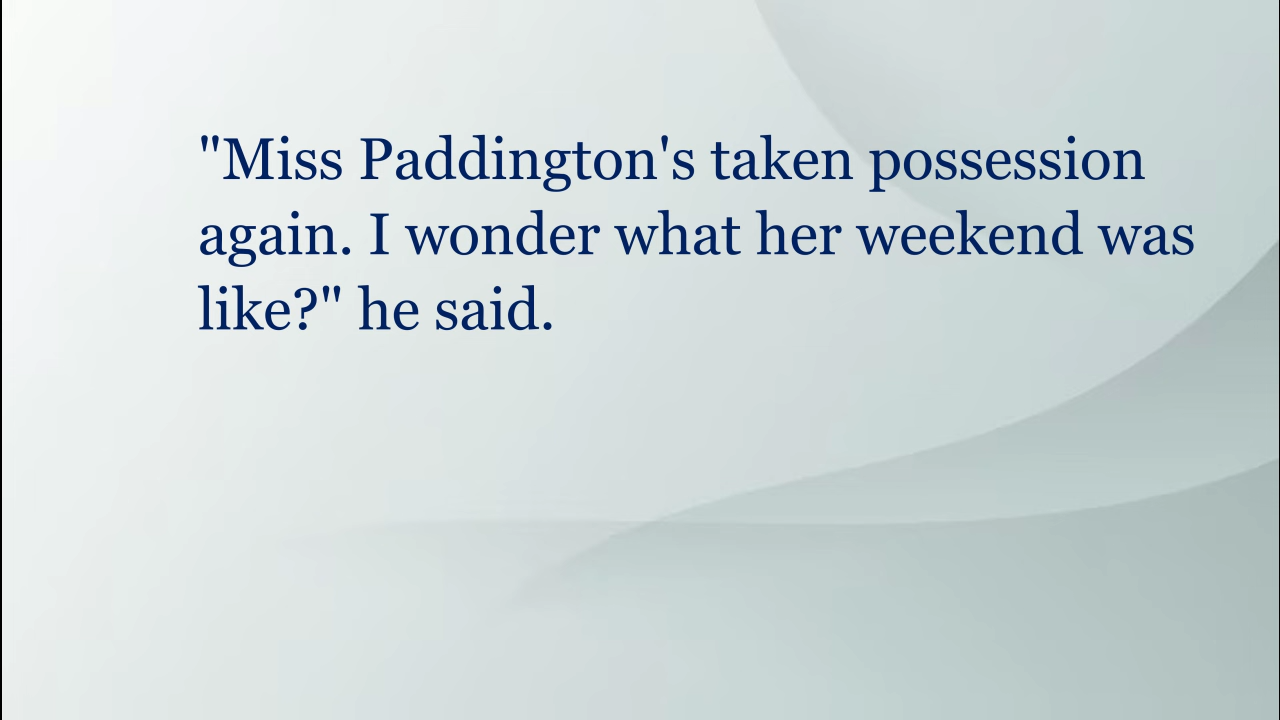 "Miss Paddington's taken possession
again. I wonder what her weekend was
like?" he said.